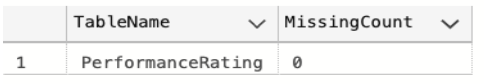 TableName MissingCount
1 PerformanceRating 0